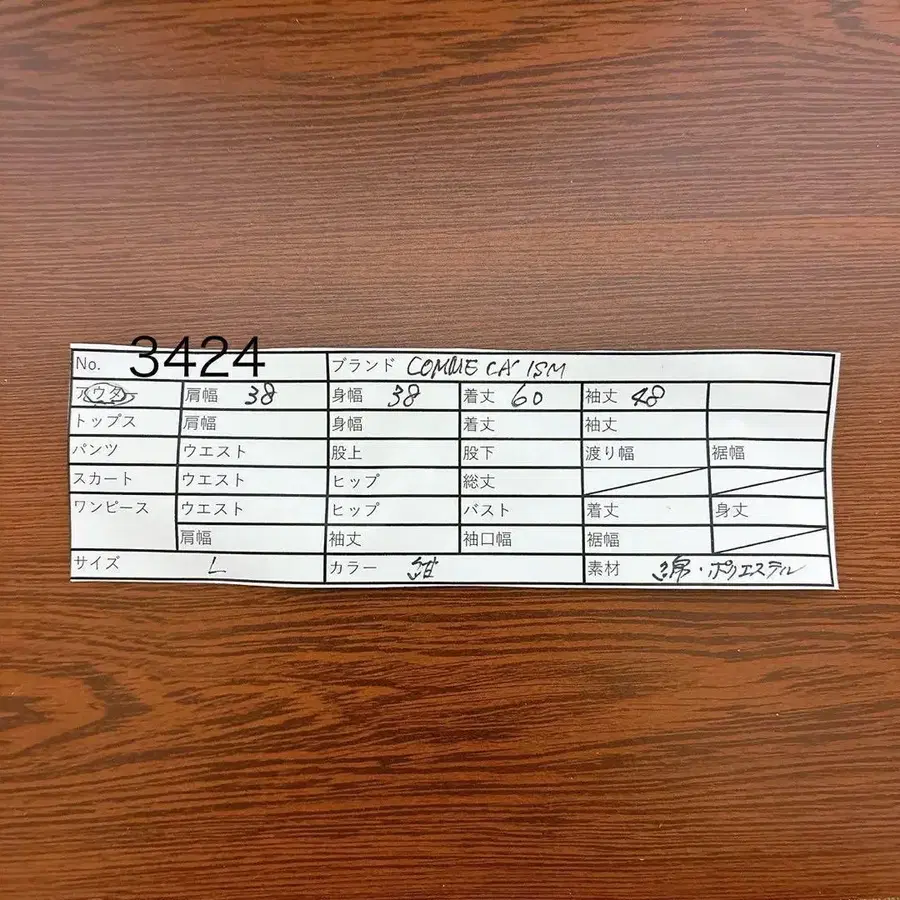 No. 3424 ブランド COMME CA ISM
アウター 肩幅 38 身幅 38 着丈 60 袖丈 48
トップス 肩幅 身幅 着丈 袖丈
パンツ ウエスト 股上 股下 渡り幅 裾幅
スカート ウエスト ヒップ 総丈
ワンピース ウエスト ヒップ バスト 着丈 身丈
肩幅 袖丈 袖口幅 裾幅
サイズ L カラー 紺 素材 綿・ポリエステル